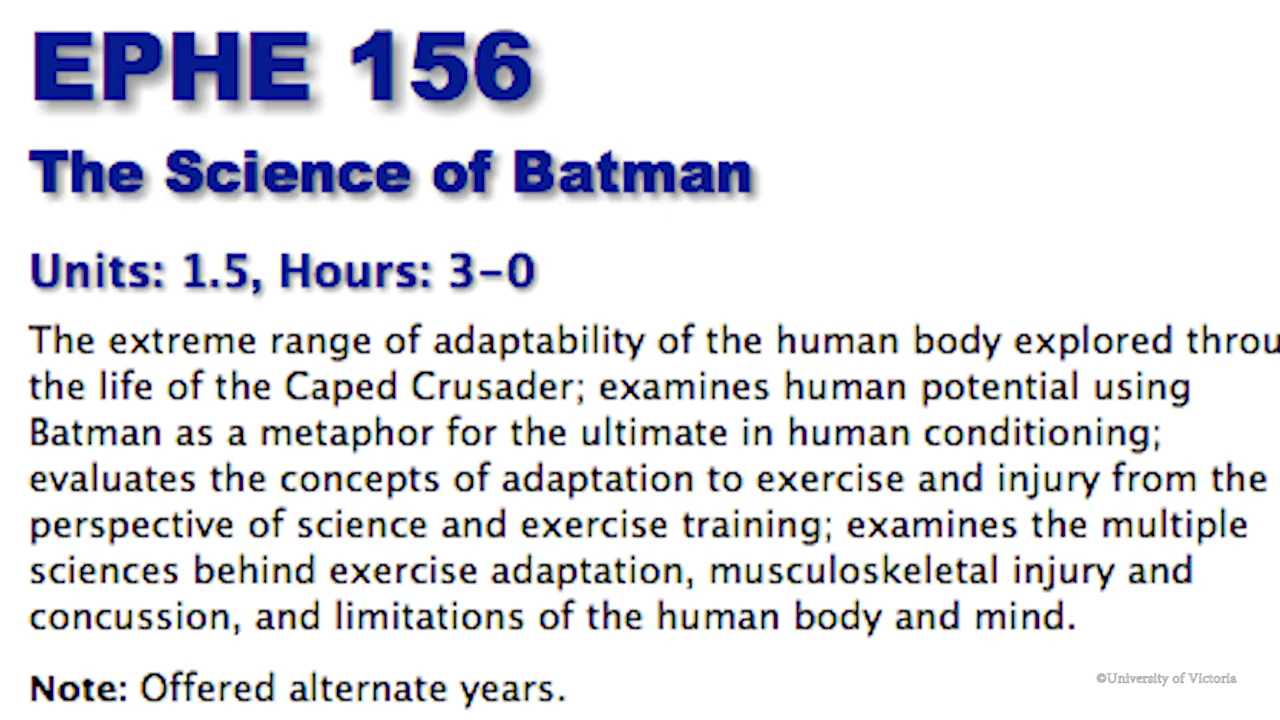 EPHE 156
The Science of Batman
Units: 1.5, Hours: 3-0
The extreme range of adaptability of the human body explored throu
the life of the Caped Crusader; examines human potential using
Batman as a metaphor for the ultimate in human conditioning;
evaluates the concepts of adaptation to exercise and injury from the
perspective of science and exercise training; examines the multiple
sciences behind exercise adaptation, musculoskeletal injury and
concussion, and limitations of the human body and mind.
Note: Offered alternate years.
©University of Victoria